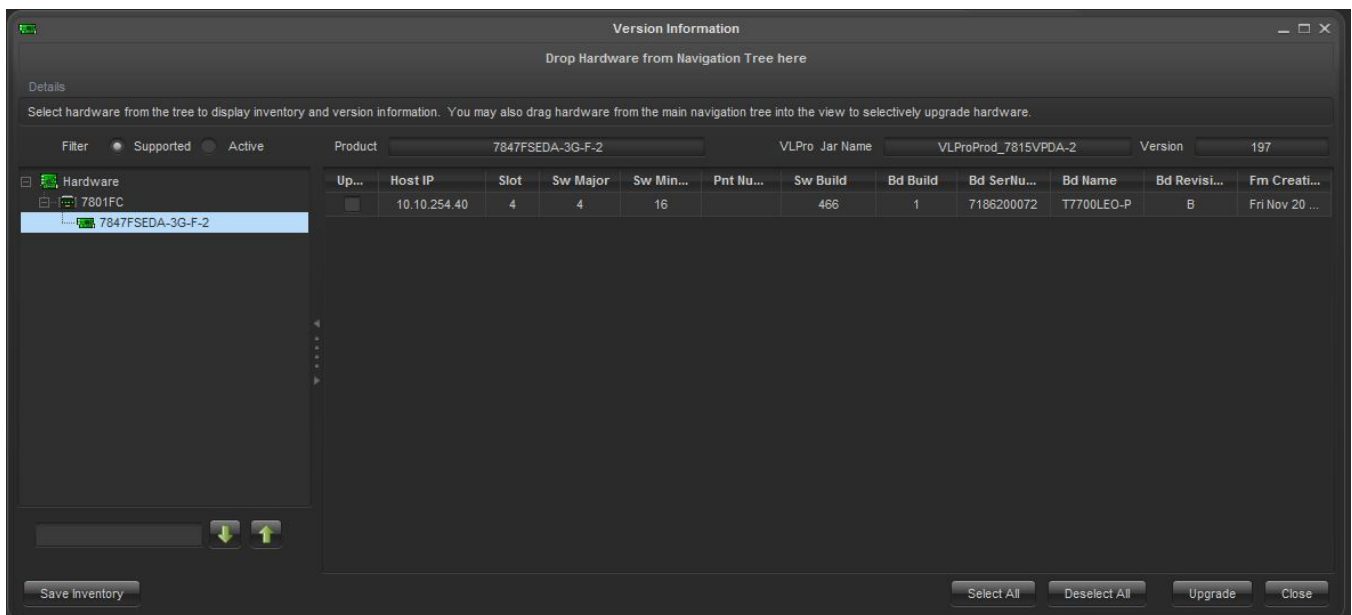 Version Information
Drop Hardware from Navigation Tree here
Details
Select hardware from the tree to display inventory and version information. You may also drag hardware from the main navigation tree into the view to selectively upgrade hardware.
Filter Supported Active Product 7847FSEDA-3G-F-2 VLPro Jar Name VLProProd_7815VPDA-2 Version 197
Hardware
7801FC
7847FSEDA-3G-F-2
Up... Host IP Slot Sw Major Sw Min... Pnt Nu... Sw Build Bd Build Bd SerNu... Bd Name Bd Revisi... Fm Creati...
10.10.254.40 4 4 16 466 1 7186200072 T7700LEO-P B Fri Nov 20 ...
Save Inventory Select All Deselect All Upgrade Close